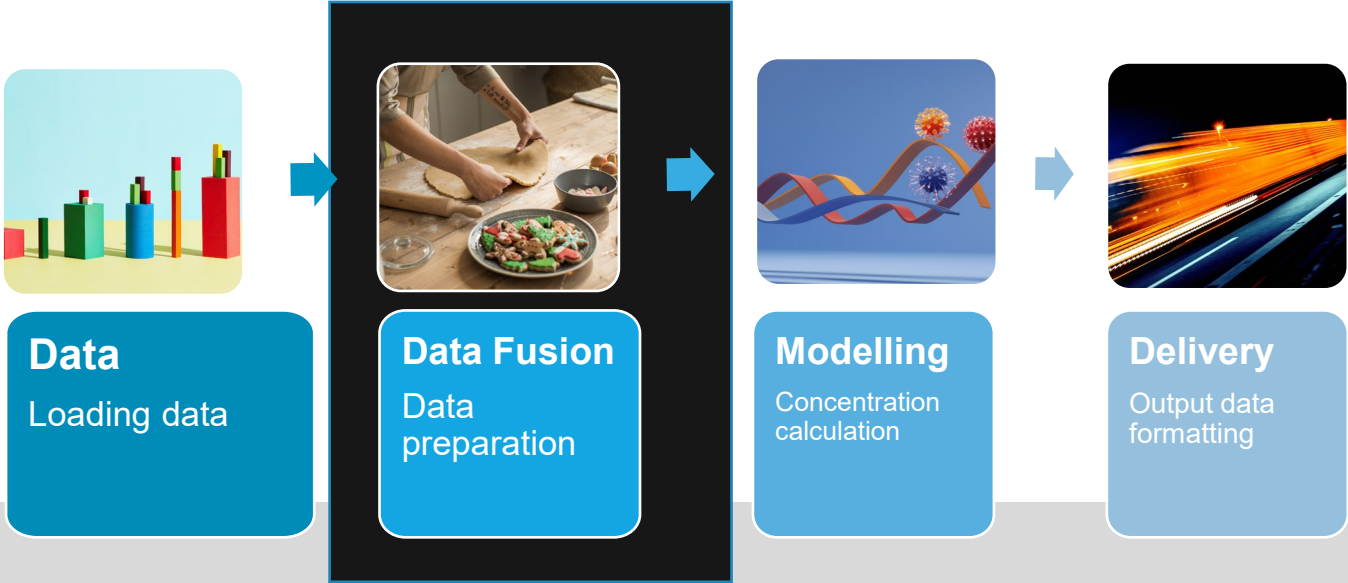 Data
Loading data
Data Fusion
Data
preparation
Modelling
Concentration
calculation
Delivery
Output data
formatting